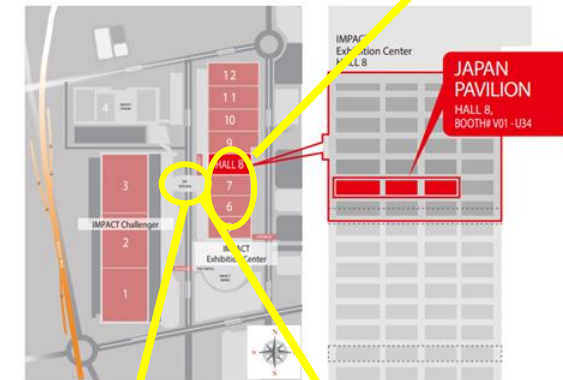 12
11
10
9
HALL 8
7
6
4
3
IMPACT Challenger
2
1
IMPACT
Exhibition Center
IMPACT
Exhibition Center
HALL 8
JAPAN
PAVILION
HALL 8,
BOOTH# V01 -U34